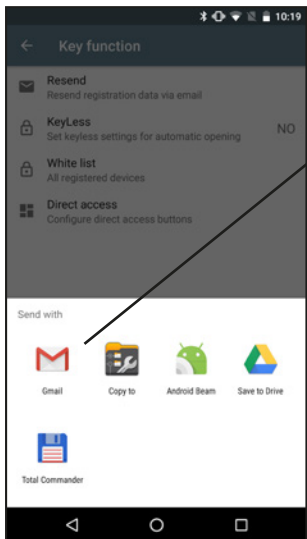 10:19
Key function
Resend
Resend registration data via email
KeyLess
Set keyless settings for automatic opening
NO
White list
All registered devices
Direct access
Configure direct access buttons
Send with
Gmail
Copy to
Android Beam
Save to Drive
Total Commander